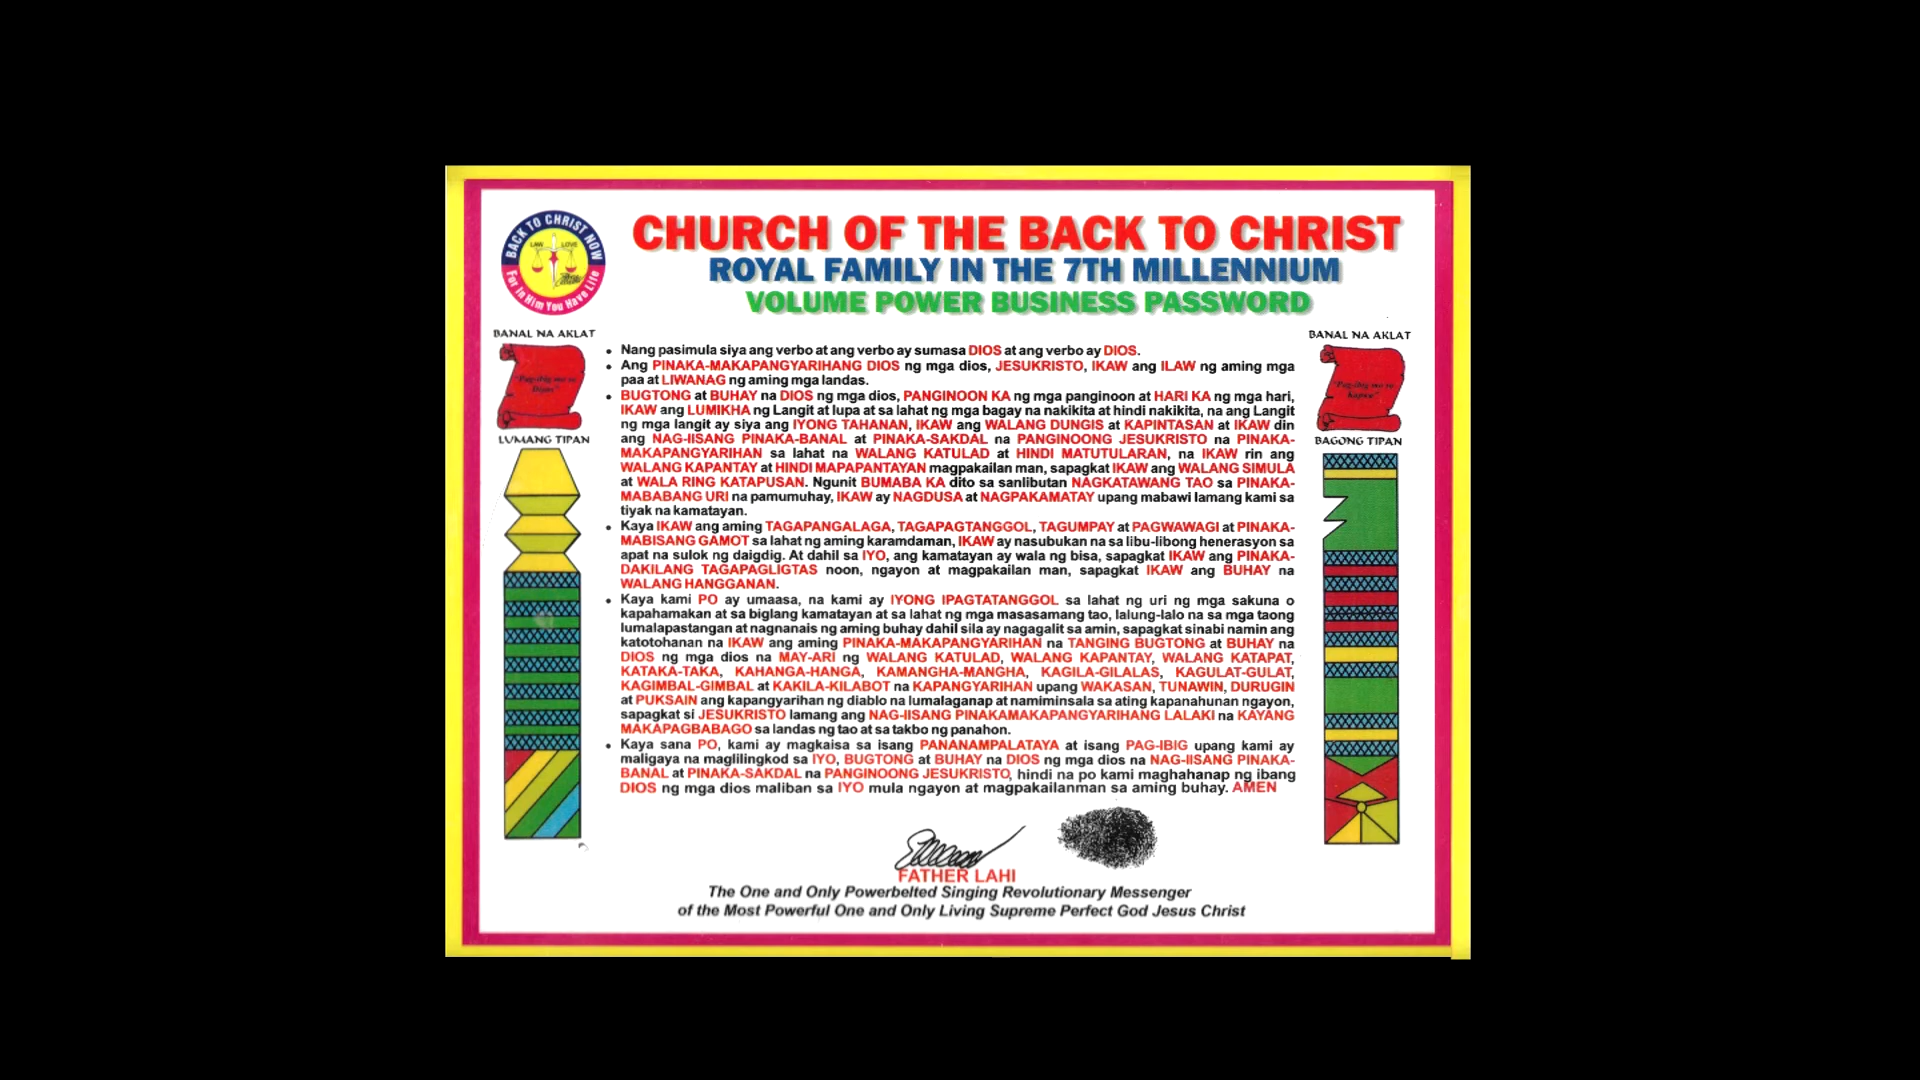 BACK TO CHRIST NOW
LAW LOVE
For In Him You Have Life
CHURCH OF THE BACK TO CHRIST
ROYAL FAMILY IN THE 7TH MILLENNIUM
VOLUME POWER BUSINESS PASSWORD
BANAL NA AKLAT
"Pag-ibig mo sa
Dios"
LUMANG TIPAN
• Nang pasimula siya ang verbo at ang verbo ay sumasa DIOS at ang verbo ay DIOS.
• Ang PINAKA-MAKAPANGYARIHANG DIOS ng mga dios, JESUKRISTO, IKAW ang ILAW ng aming mga
paa at LIWANAG ng aming mga landas.
• BUGTONG at BUHAY na DIOS ng mga dios, PANGINOON KA ng mga panginoon at HARI KA ng mga hari,
IKAW ang LUMIKHA ng Langit at lupa at sa lahat ng mga bagay na nakikita at hindi nakikita, na ang Langit
ng mga langit ay siya ang IYONG TAHANAN, IKAW ang WALANG DUNGIS at KAPINTASAN at IKAW din
ang NAG-IISANG PINAKA-BANAL at PINAKA-SAKDAL na PANGINOONG JESUKRISTO na PINAKA-
MAKAPANGYARIHAN sa lahat na WALANG KATULAD at HINDI MATUTULARAN, na IKAW rin ang
WALANG KAPANTAY at HINDI MAPAPANTAYAN magpakailan man, sapagkat IKAW ang WALANG SIMULA
at WALA RING KATAPUSAN. Ngunit BUMABA KA dito sa sanlibutan NAGKATAWANG TAO sa PINAKA-
MABABANG URI na pamumuhay, IKAW ay NAGDUSA at NAGPAKAMATAY upang mabawi lamang kami sa
tiyak na kamatayan.
• Kaya IKAW ang aming TAGAPANGALAGA, TAGAPAGTANGGOL, TAGUMPAY at PAGWAWAGI at PINAKA-
MABISANG GAMOT sa lahat ng aming karamdaman, IKAW ay nasubukan na sa libu-libong henerasyon sa
apat na sulok ng daigdig. At dahil sa IYO, ang kamatayan ay wala ng bisa, sapagkat IKAW ang PINAKA-
DAKILANG TAGAPAGLIGTAS noon, ngayon at magpakailan man, sapagkat IKAW ang BUHAY na
WALANG HANGGANAN.
• Kaya kami PO ay umaasa, na kami ay IYONG IPAGTATANGGOL sa lahat ng uri ng mga sakuna o
kapahamakan at sa biglang kamatayan at sa lahat ng mga masasamang tao, lalung-lalo na sa mga taong
lumalapastangan at nagnanais ng aming buhay dahil sila ay nagagalit sa amin, sapagkat sinabi namin ang
katotohanan na IKAW ang aming PINAKA-MAKAPANGYARIHAN na TANGING BUGTONG at BUHAY na
DIOS ng mga dios na MAY-ARI ng WALANG KATULAD, WALANG KAPANTAY, WALANG KATAPAT,
KATAKA-TAKA, KAHANGA-HANGA, KAMANGHA-MANGHA, KAGILA-GILALAS, KAGULAT-GULAT,
KAGIMBAL-GIMBAL at KAKILA-KILABOT na KAPANGYARIHAN upang WAKASAN, TUNAWIN, DURUGIN
at PUKSAIN ang kapangyarihan ng diablo na lumalaganap at namiminsala sa ating kapanahunan ngayon,
sapagkat si JESUKRISTO lamang ang NAG-IISANG PINAKAMAKAPANGYARIHANG LALAKI na KAYANG
MAKAPAGBABAGO sa landas ng tao at sa takbo ng panahon.
• Kaya sana PO, kami ay magkaisa sa isang PANANAMPALATAYA at isang PAG-IBIG upang kami ay
maligaya na maglilingkod sa IYO, BUGTONG at BUHAY na DIOS ng mga dios na NAG-IISANG PINAKA-
BANAL at PINAKA-SAKDAL na PANGINOONG JESUKRISTO, hindi na po kami maghahanap ng ibang
DIOS ng mga dios maliban sa IYO mula ngayon at magpakailanman sa aming buhay. AMEN
BANAL NA AKLAT
"Pag-ibig mo sa
Kapwa"
BAGONG TIPAN
FATHER LAHI
The One and Only Powerbelted Singing Revolutionary Messenger
of the Most Powerful One and Only Living Supreme Perfect God Jesus Christ